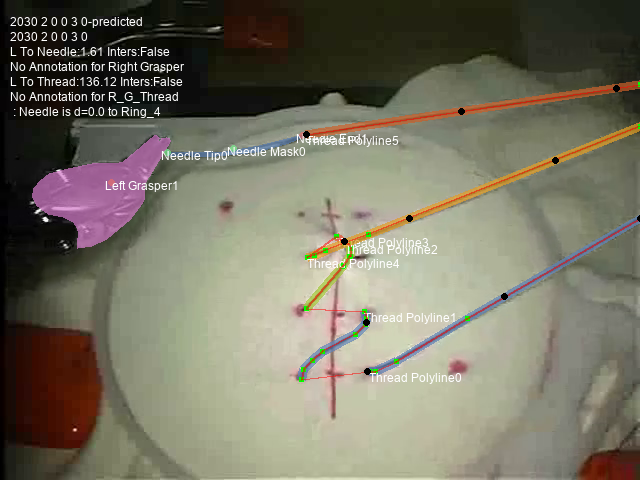 2030 2 0 0 3 0-predicted
2030 2 0 0 3 0
L To Needle:1.61 Inters:False
No Annotation for Right Grasper
L To Thread:136.12 Inters:False
No Annotation for R_G_Thread
: Needle is d=0.0 to Ring_4
Needle End1
Thread Polyline5
Needle Tip0
Needle Mask0
Left Grasper1
Thread Polyline3
Thread Polyline2
Thread Polyline4
Thread Polyline1
Thread Polyline0